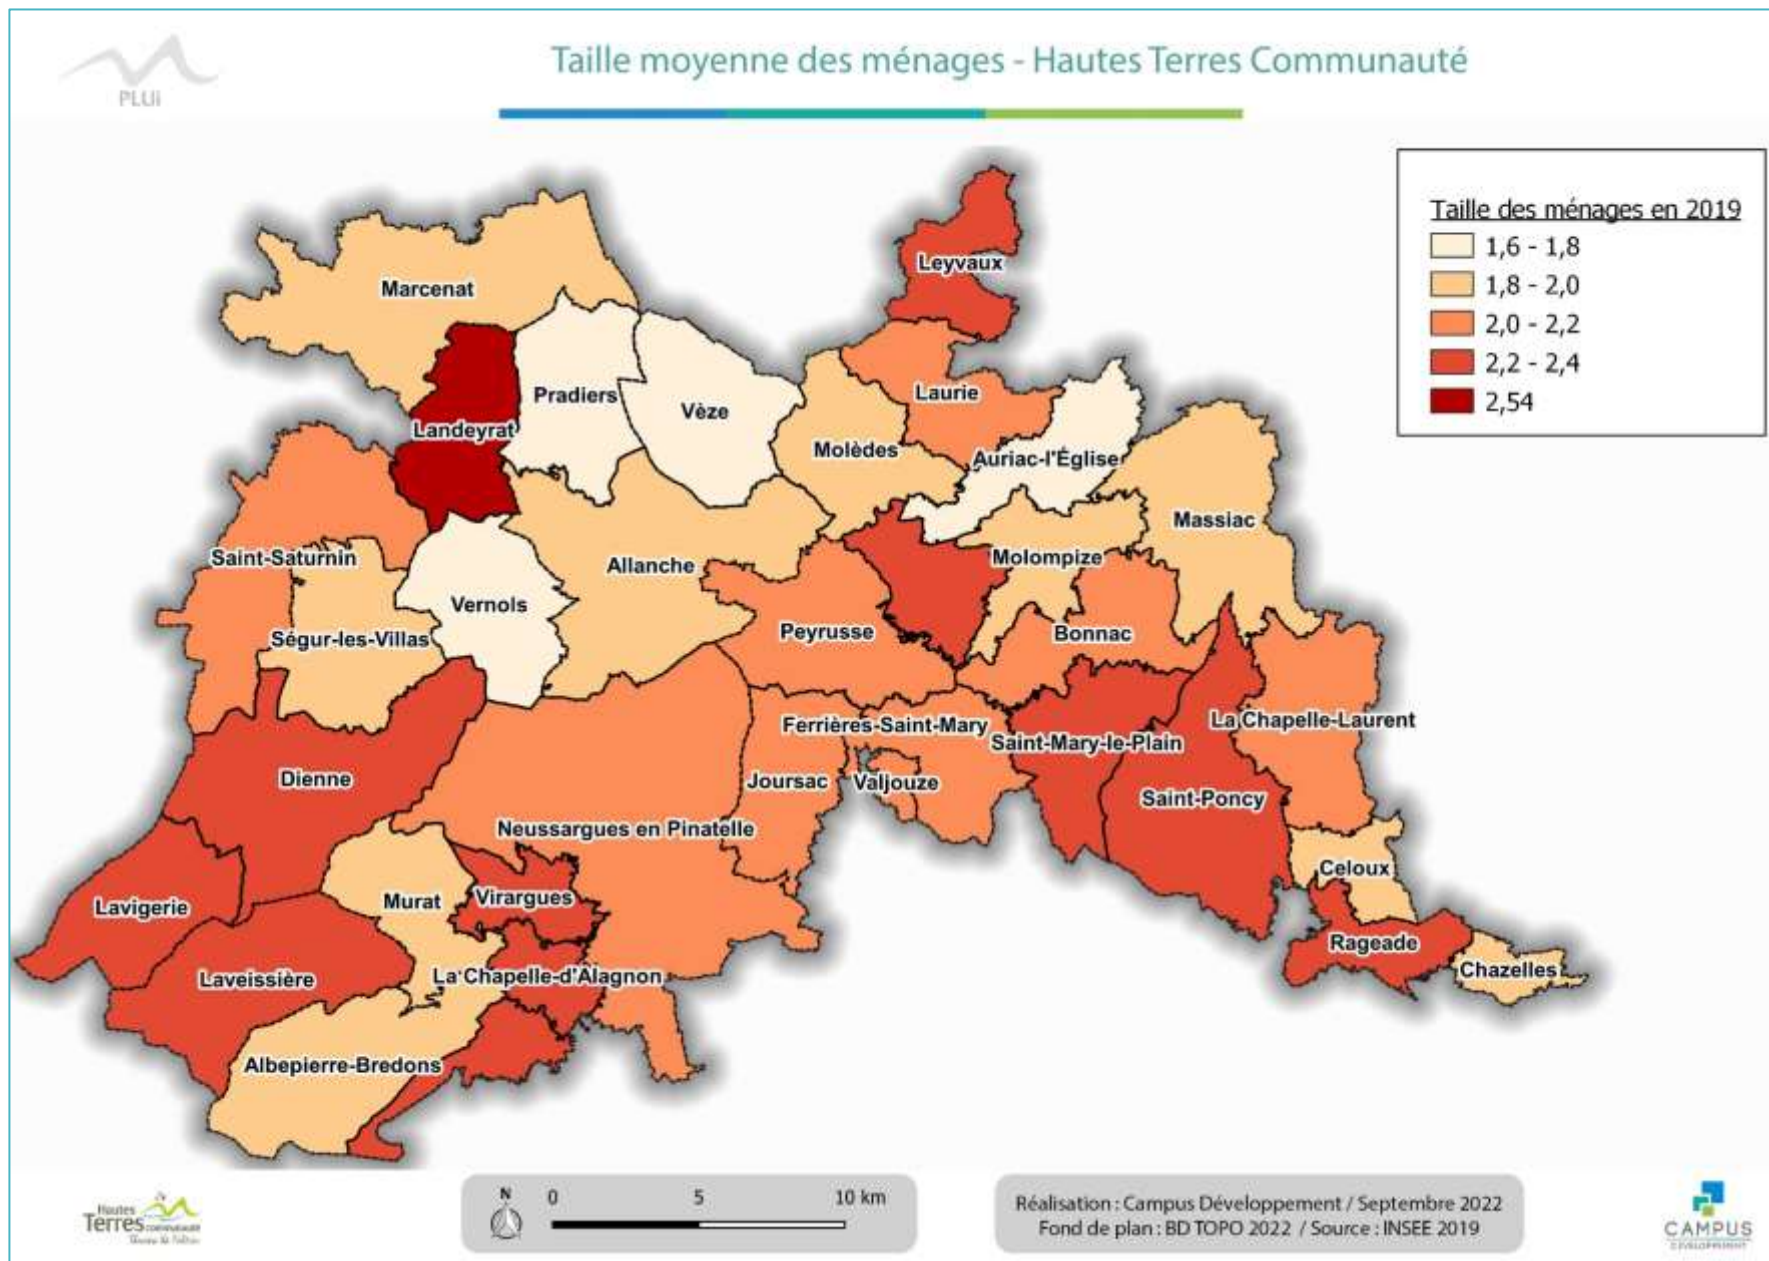 Taille moyenne des ménages - Hautes Terres Communauté
PLUi
Taille des ménages en 2019
1,6 - 1,8
1,8 - 2,0
2,0 - 2,2
2,2 - 2,4
2,54
Leyvaux
Marcenat
Pradiers
Laurie
Vèze
Landeyrat
Molèdes
Auriac-l'Église
Massiac
Saint-Saturnin
Allanche
Molompize
Vernols
Ségur-les-Villas
Peyrusse
Bonnac
Ferrières-Saint-Mary
La Chapelle-Laurent
Saint-Mary-le-Plain
Dienne
Joursac
Valjouze
Saint-Poncy
Neussargues en Pinatelle
Celoux
Lavigerie
Murat
Virargues
Rageade
Chazelles
Laveissière
La Chapelle-d'Alagnon
Albepierre-Bredons
Hautes
Terres COMMUNAUTÉ
N
0 5 10 km
Réalisation : Campus Développement / Septembre 2022
Fond de plan : BD TOPO 2022 / Source : INSEE 2019
CAMPUS
DÉVELOPPEMENT